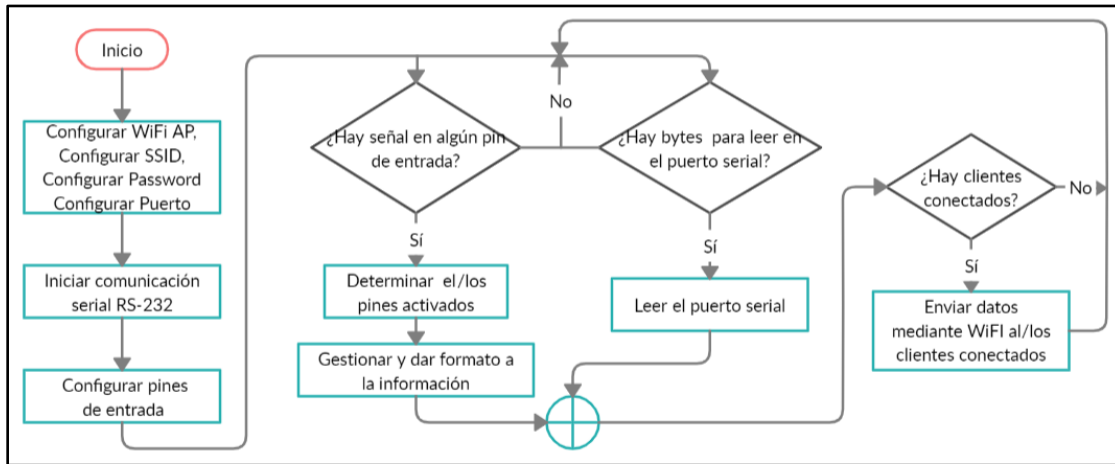 Inicio
Configurar WiFi AP,
Configurar SSID,
Configurar Password
Configurar Puerto
Iniciar comunicación
serial RS-232
Configurar pines
de entrada
¿Hay señal en algún pin
de entrada?
No
¿Hay bytes para leer en
el puerto serial?
Sí
Determinar el/los
pines activados
Gestionar y dar formato a
la información
Sí
Leer el puerto serial
¿Hay clientes
conectados?
No
Sí
Enviar datos
mediante WiFI al/los
clientes conectados